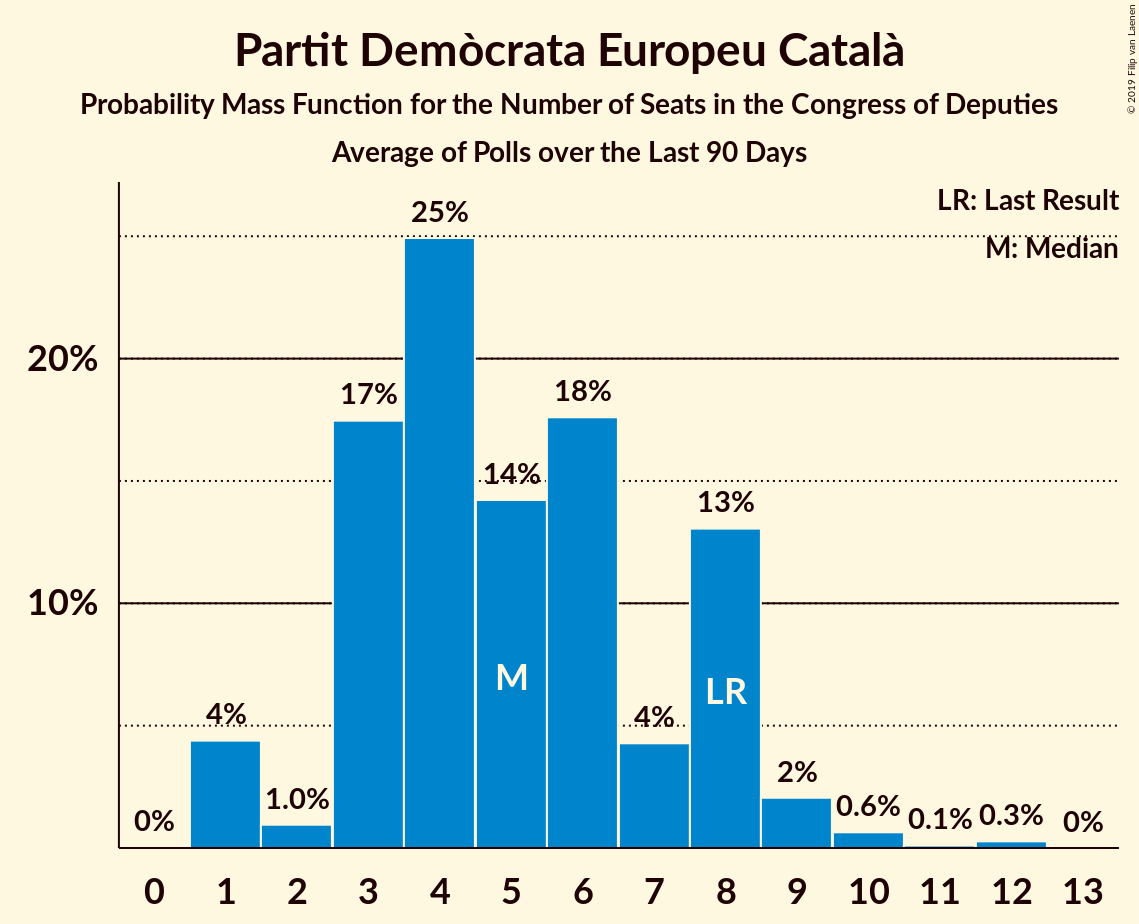 Partit Demòcrata Europeu Català
Probability Mass Function for the Number of Seats in the Congress of Deputies
Average of Polls over the Last 90 Days
© 2019 Filip van Laenen
LR: Last Result
M: Median
25%
20%
18%
17%
14%
13%
10%
M
LR
4%
4%
2%
1.0%
0.6%
0.3%
0.1%
0%
0%
0 1 2 3 4 5 6 7 8 9 10 11 12 13